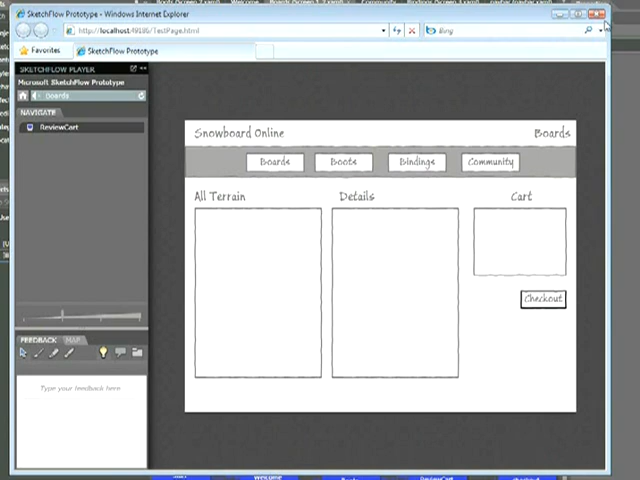 SketchFlow Prototype - Windows Internet Explorer
http://localhost:49186/TestPage.html
Bing
Favorites
SketchFlow Prototype
SKETCHFLOW PLAYER
Microsoft SketchFlow Prototype
Boards
NAVIGATE
ReviewCart
FEEDBACK MAP
Type your feedback here
Snowboard Online
Boards
Boards Boots Bindings Community
All Terrain Details Cart
Checkout